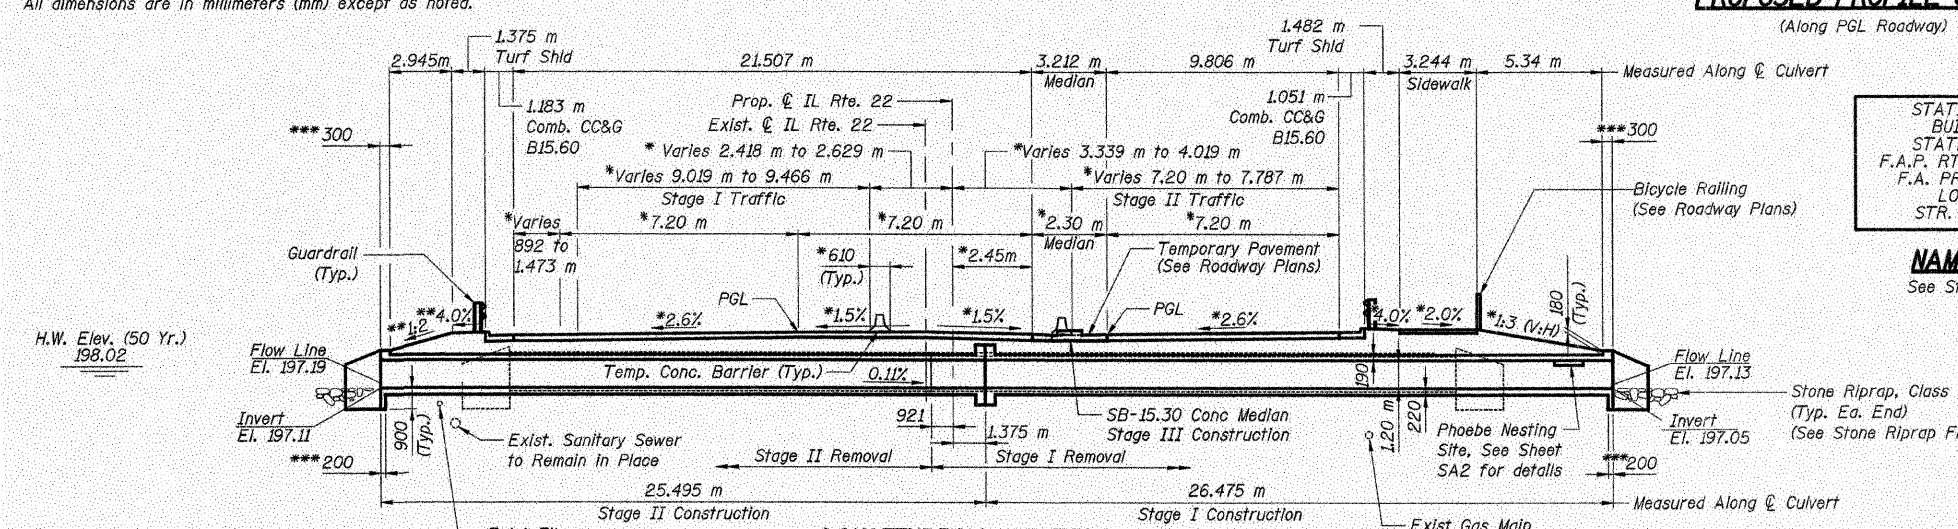 All dimensions are in millimeters (mm) except as noted.
PROPOSED PROFILE
(Along PGL Roadway)
1.375 m
Turf Shld
1.482 m
Turf Shld
2.945m
21.507 m
3.212 m
Median
9.806 m
3.244 m
Sidewalk
5.34 m
Measured Along ℄ Culvert
1.183 m
Comb. CC&G
B15.60
Prop. ℄ IL Rte. 22
Exist. ℄ IL Rte. 22
1.051 m
Comb. CC&G
B15.60
***300
***300
* Varies 2.418 m to 2.629 m
*Varies 3.339 m to 4.019 m
*Varies 9.019 m to 9.466 m
Stage I Traffic
*Varies 7.20 m to 7.787 m
Stage II Traffic
STAT
BUI
STAT
F.A.P. RT
F.A. PR
LO
STR.
Bicycle Railing
(See Roadway Plans)
*Varies
892 to
1.473 m
*7.20 m
*7.20 m
*2.30 m
Median
*7.20 m
Guardrail
(Typ.)
*610
(Typ.)
*2.45m
Temporary Pavement
(See Roadway Plans)
NAM
See St
PGL
PGL
180
(Typ.)
**4.0%
**1:2
*2.6%
*1.5%
*1.5%
*2.6%
*4.0%
*2.0%
*1:3 (V:H)
H.W. Elev. (50 Yr.)
198.02
Flow Line
El. 197.19
Temp. Conc. Barrier (Typ.)
0.11%
190
Flow Line
El. 197.13
Stone Riprap, Class
(Typ. Ea. End)
(See Stone Riprap
Invert
El. 197.11
900
(Typ.)
Exist. Sanitary Sewer
to Remain in Place
921
1.375 m
SB-15.30 Conc Median
Stage III Construction
1.20 m
220
Phoebe Nesting
Site, See Sheet
SA2 for details
Invert
El. 197.05
***200
***200
Stage II Removal
Stage I Removal
25.495 m
Stage II Construction
26.475 m
Stage I Construction
Measured Along ℄ Culvert
Exist Gas Main